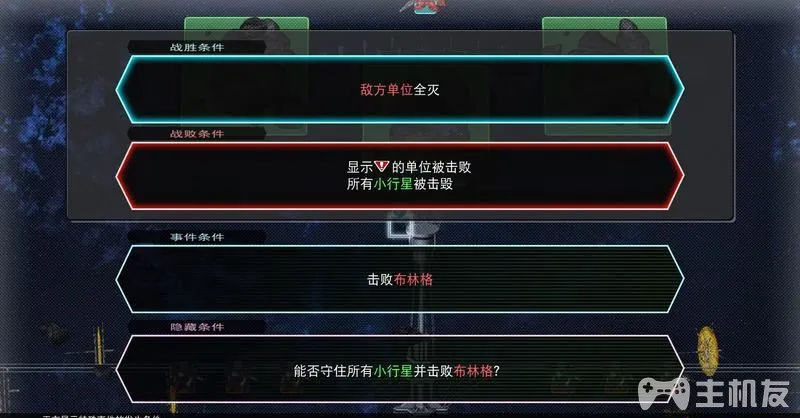 战胜条件
敌方单位全灭
战败条件
显示的单位被击败
所有小行星被击毁
事件条件
击败布林格
隐藏条件
能否守住所有小行星并击败布林格?
主机友